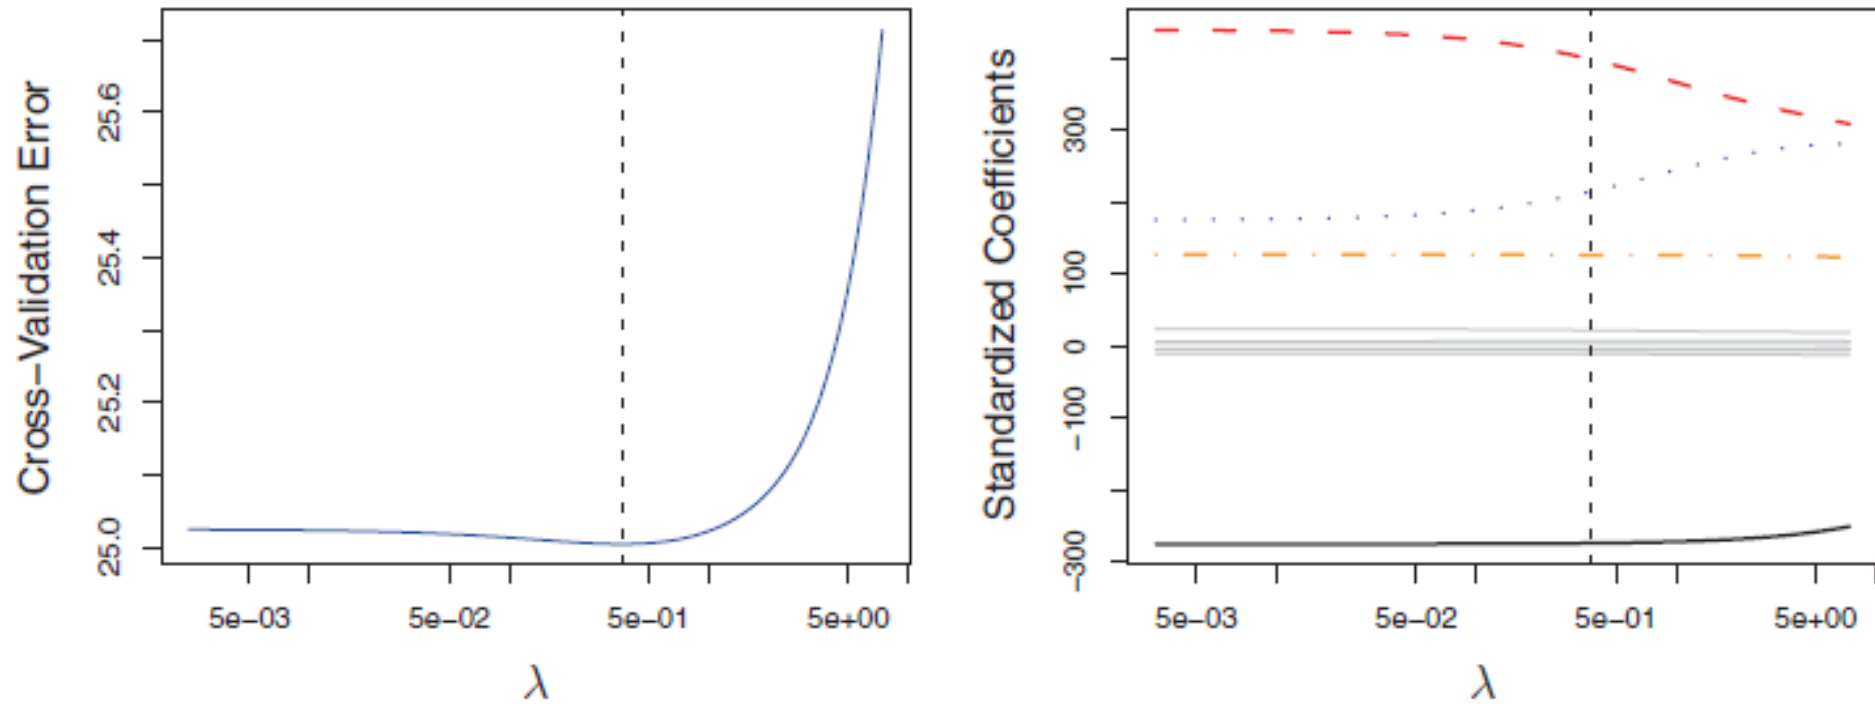 Cross−Validation Error
25.6
25.4
25.2
25.0
5e−03 5e−02 5e−01 5e+00
λ
Standardized Coefficients
300
100
0
−100
−300
5e−03 5e−02 5e−01 5e+00
λ